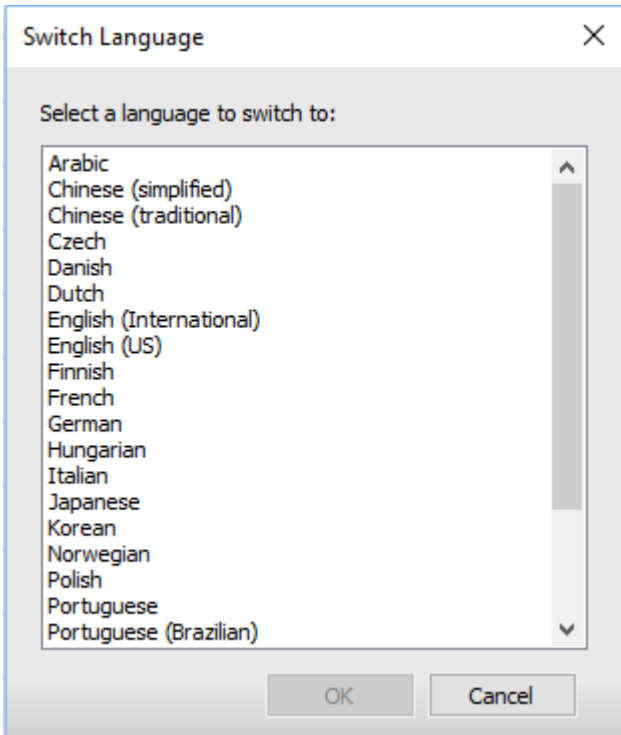 Switch Language
Select a language to switch to:
Arabic
Chinese (simplified)
Chinese (traditional)
Czech
Danish
Dutch
English (International)
English (US)
Finnish
French
German
Hungarian
Italian
Japanese
Korean
Norwegian
Polish
Portuguese
Portuguese (Brazilian)
OK Cancel